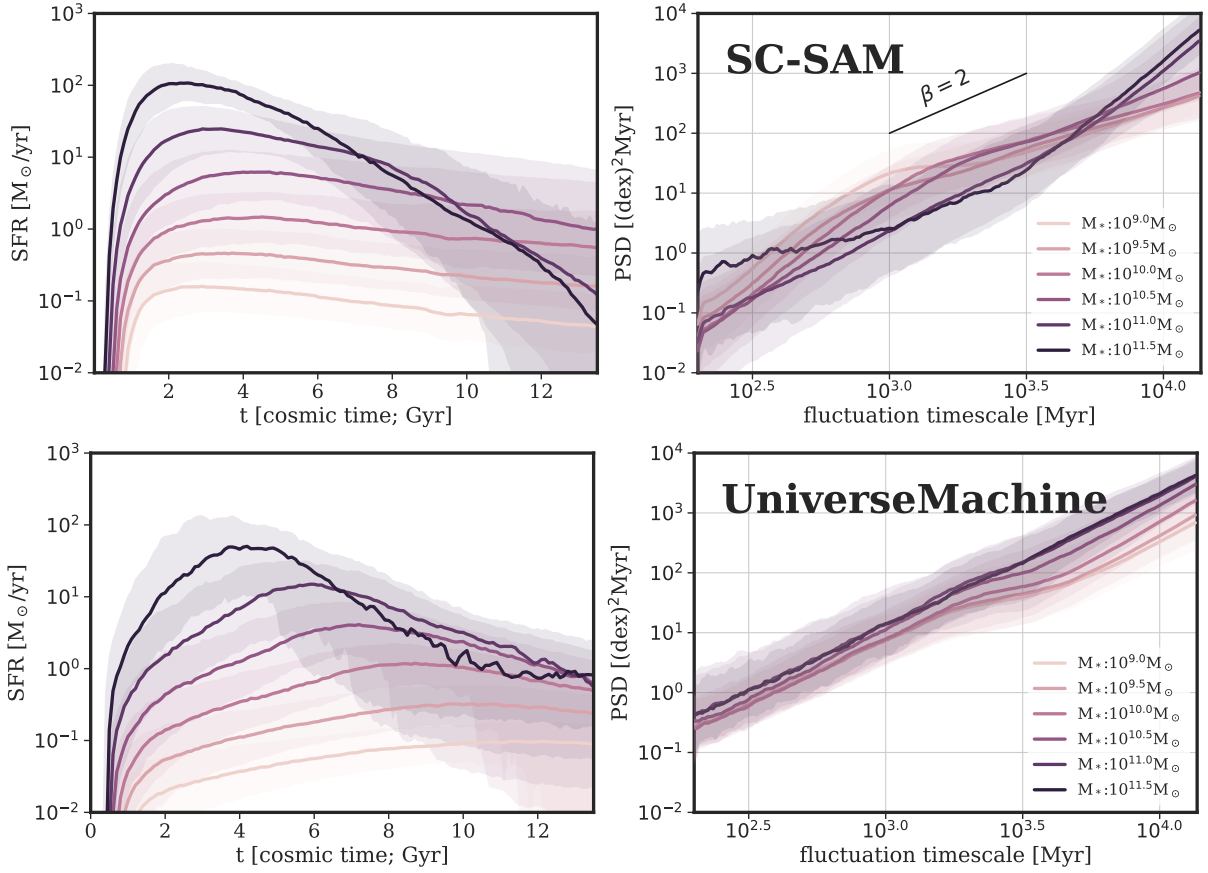 10³
10²
10¹
10⁰
10⁻¹
10⁻²
SFR [M⊙/yr]
2 4 6 8 10 12
t [cosmic time; Gyr]
SC-SAM
β = 2
10⁴
10³
10²
10¹
10⁰
10⁻¹
10⁻²
PSD [(dex)²Myr]
M*:10^9.0M⊙
M*:10^9.5M⊙
M*:10^10.0M⊙
M*:10^10.5M⊙
M*:10^11.0M⊙
M*:10^11.5M⊙
10^2.5 10^3.0 10^3.5 10^4.0
fluctuation timescale [Myr]
10³
10²
10¹
10⁰
10⁻¹
10⁻²
SFR [M⊙/yr]
0 2 4 6 8 10 12
t [cosmic time; Gyr]
UniverseMachine
10⁴
10³
10²
10¹
10⁰
10⁻¹
10⁻²
PSD [(dex)²Myr]
M*:10^9.0M⊙
M*:10^9.5M⊙
M*:10^10.0M⊙
M*:10^10.5M⊙
M*:10^11.0M⊙
M*:10^11.5M⊙
10^2.5 10^3.0 10^3.5 10^4.0
fluctuation timescale [Myr]